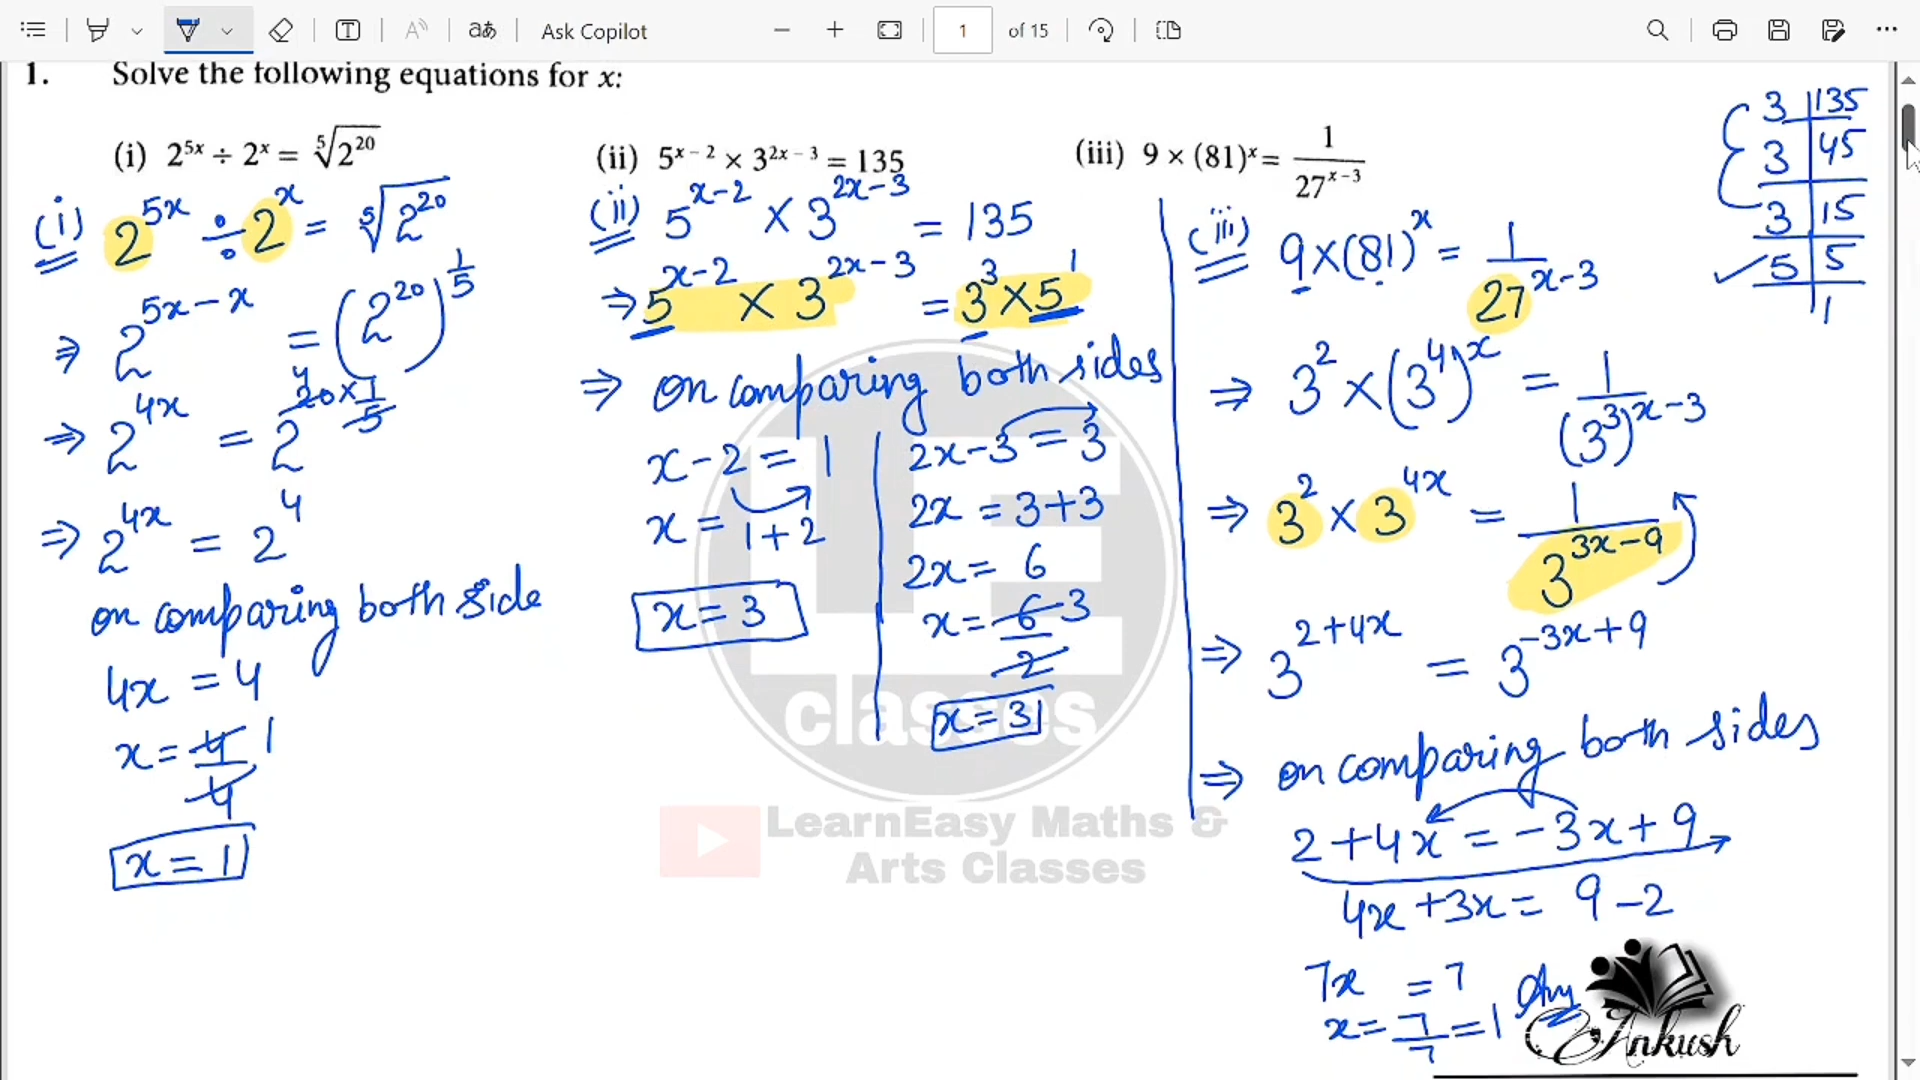 Ask Copilot
1
of 15
1. Solve the following equations for x:
(i) 2^{5x} ÷ 2^x = ⁵√2^{20}
(ii) 5^{x – 2} × 3^{2x – 3} = 135
(iii) 9 × (81)^x = 1/27^{x – 3}
(i) 2^{5x} ÷ 2^x = ⁵√2^{20}
⇒ 2^{5x – x} = (2^{20})^{1/5}
⇒ 2^{4x} = 2^{20 × 1/5} 4
⇒ 2^{4x} = 2^4
on comparing both side
4x = 4
x = 4/4 1
x = 1
(ii) 5^{x–2} × 3^{2x–3} = 135
⇒ 5^{x–2} × 3^{2x–3} = 3^3 × 5^1
⇒ on comparing both sides
x – 2 = 1
x = 1 + 2
x = 3
2x – 3 = 3
2x = 3 + 3
2x = 6
x = 6/2 3
x = 3
(iii) 9 × (81)^x = 1/27^{x–3}
⇒ 3^2 × (3^4)^x = 1/(3^3)^{x–3}
⇒ 3^2 × 3^{4x} = 1/3^{3x–9}
⇒ 3^{2+4x} = 3^{–3x+9}
⇒ on comparing both sides
2 + 4x = –3x + 9
4x + 3x = 9 – 2
7x = 7
x = 7/7 = 1 Ans
3 | 135
3 | 45
3 | 15
5 | 5
| 1
LE
classes
LearnEasy Maths &
Arts Classes
Ankush